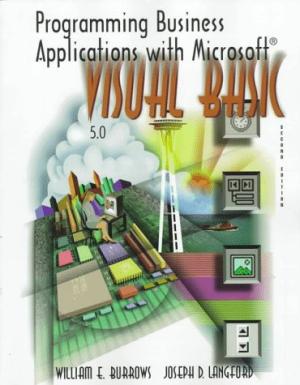 Programming Business
Applications with Microsoft®
VISUAL BASIC
5.0
SECOND EDITION
WILLIAM E. BURROWS JOSEPH D. LANGFORD